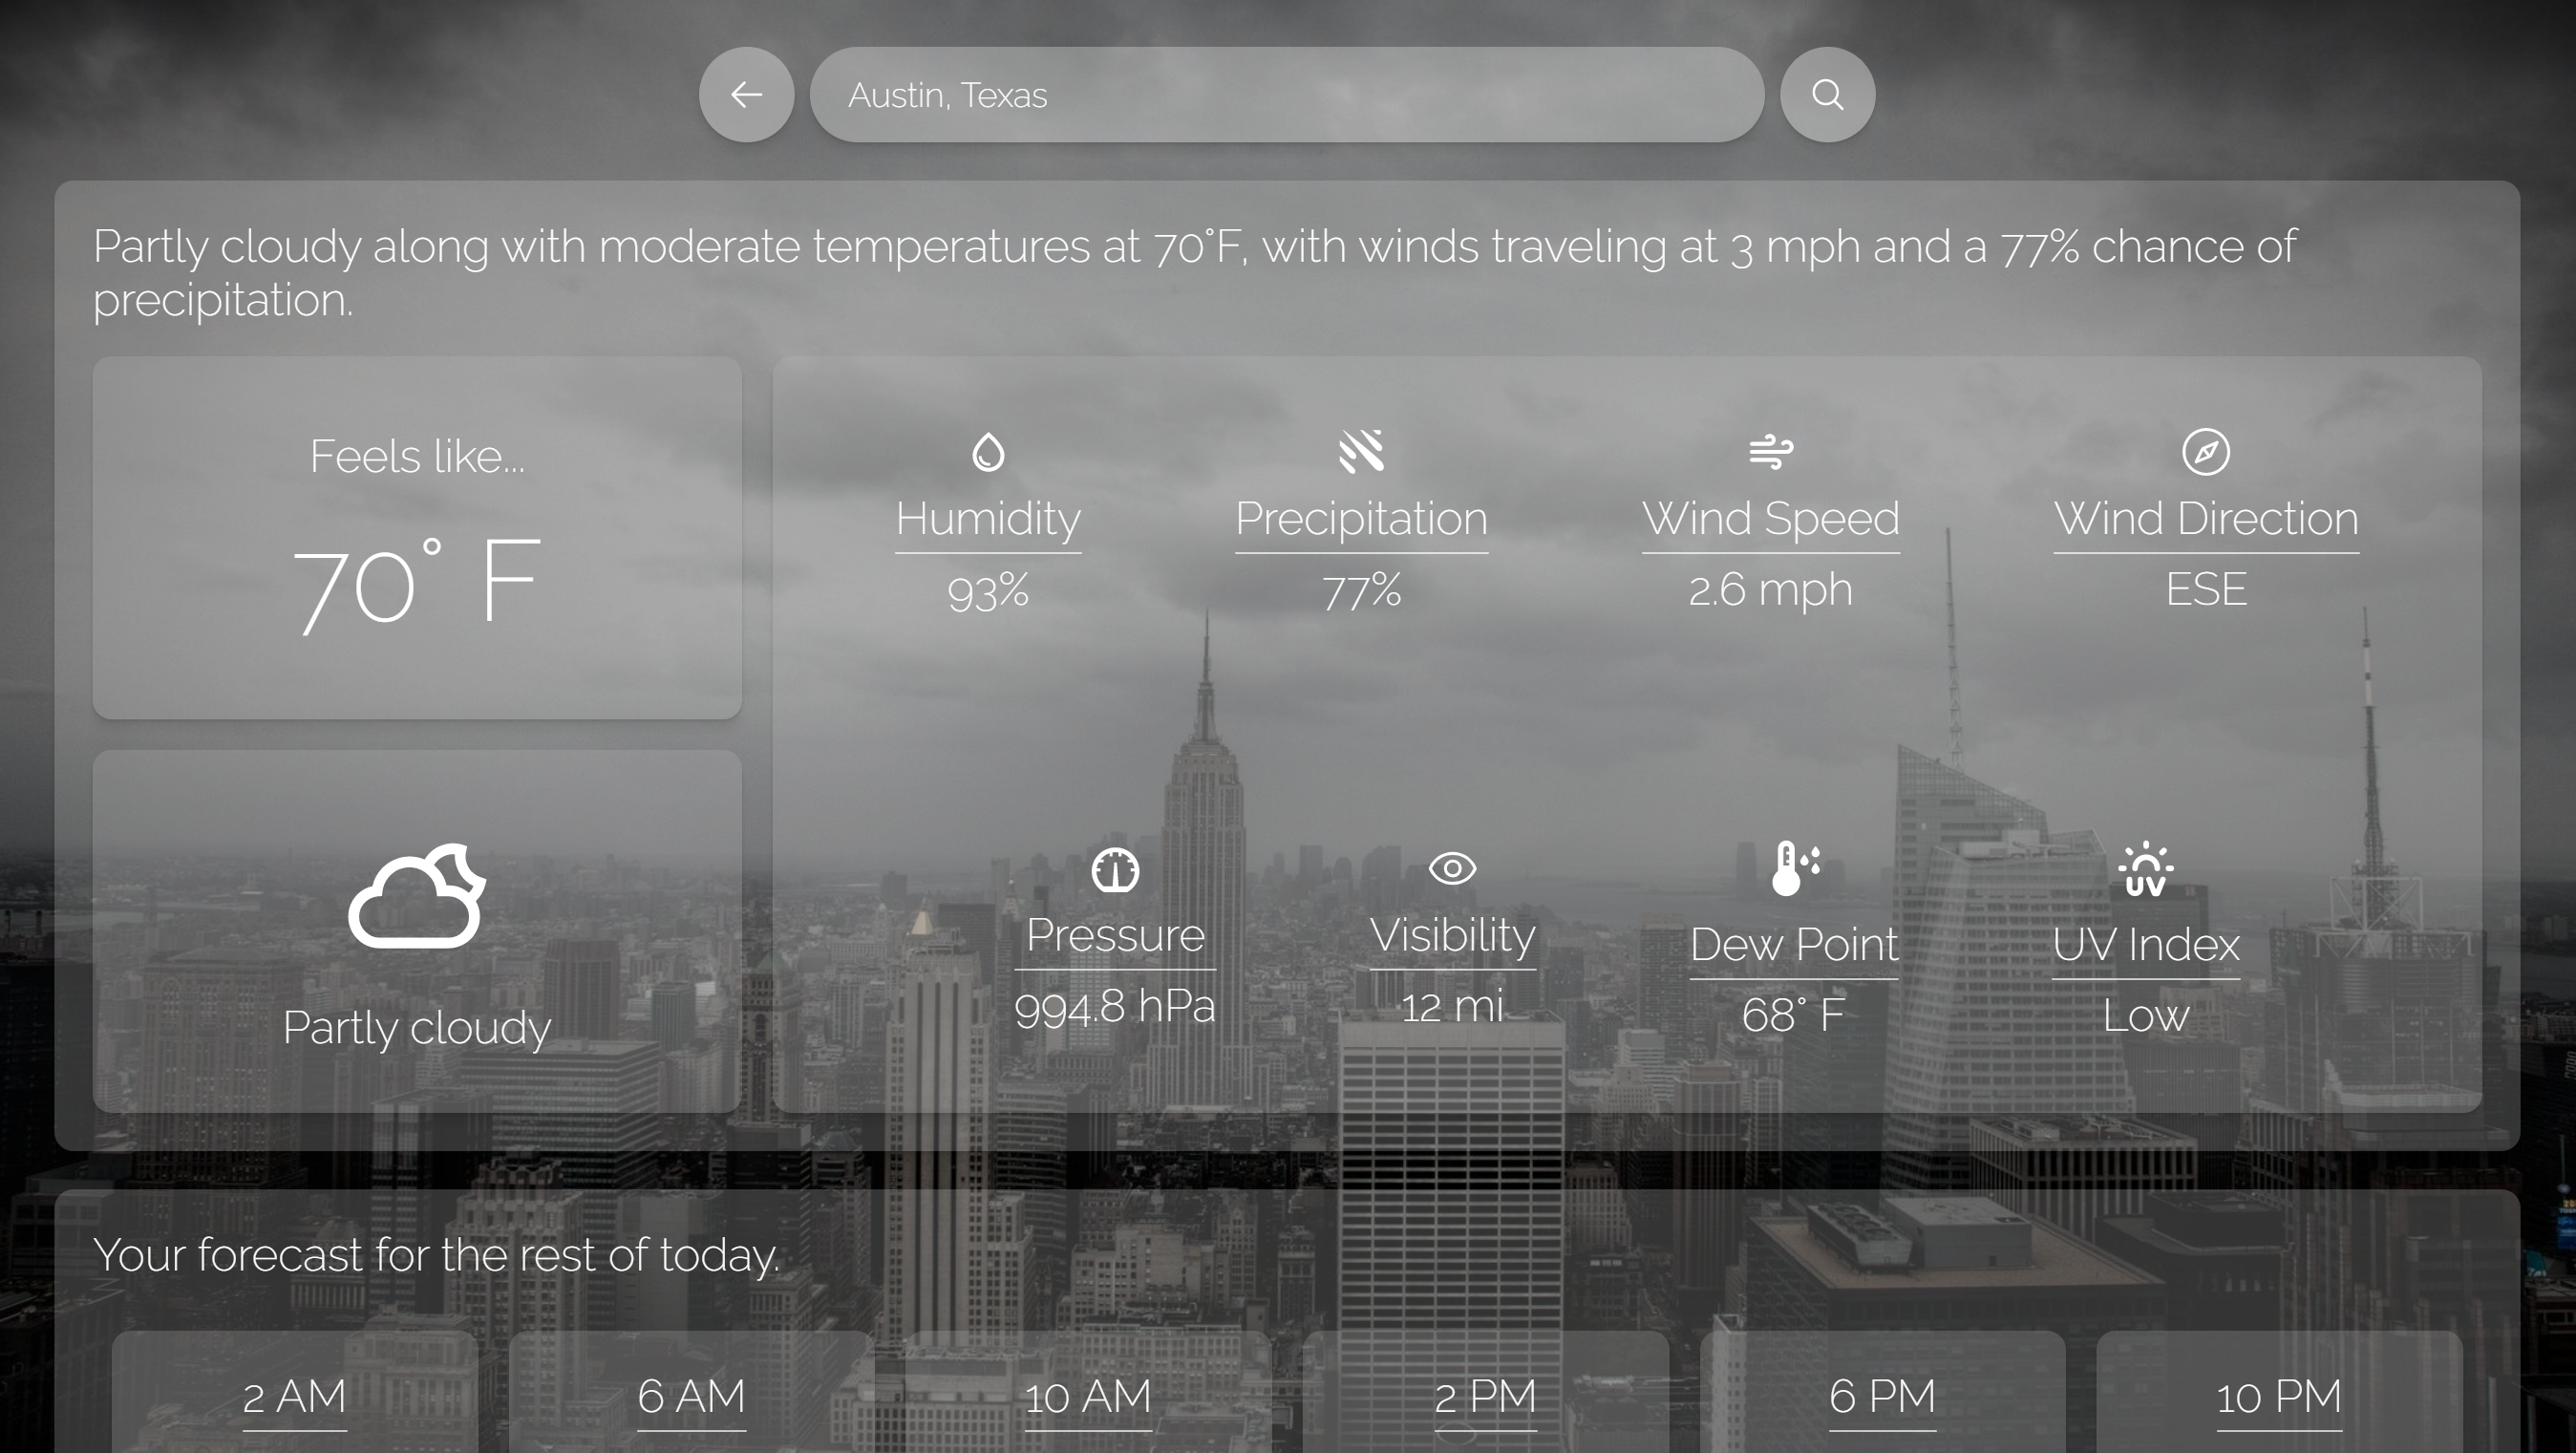 Austin, Texas
Partly cloudy along with moderate temperatures at 70°F, with winds traveling at 3 mph and a 77% chance of
precipitation.
Feels like...
70° F
Partly cloudy
Humidity
93%
Precipitation
77%
Wind Speed
2.6 mph
Wind Direction
ESE
Pressure
994.8 hPa
Visibility
12 mi
Dew Point
68° F
UV
UV Index
Low
Your forecast for the rest of today.
2 AM
6 AM
10 AM
2 PM
6 PM
10 PM